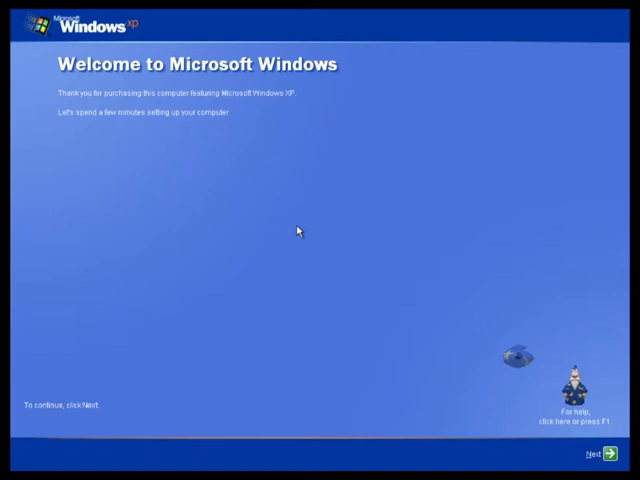 Microsoft
Windows xp
Welcome to Microsoft Windows
Thank you for purchasing this computer featuring Microsoft Windows XP.
Let's spend a few minutes setting up your computer.
To continue, click Next.
For help,
click here or press F1.
Next